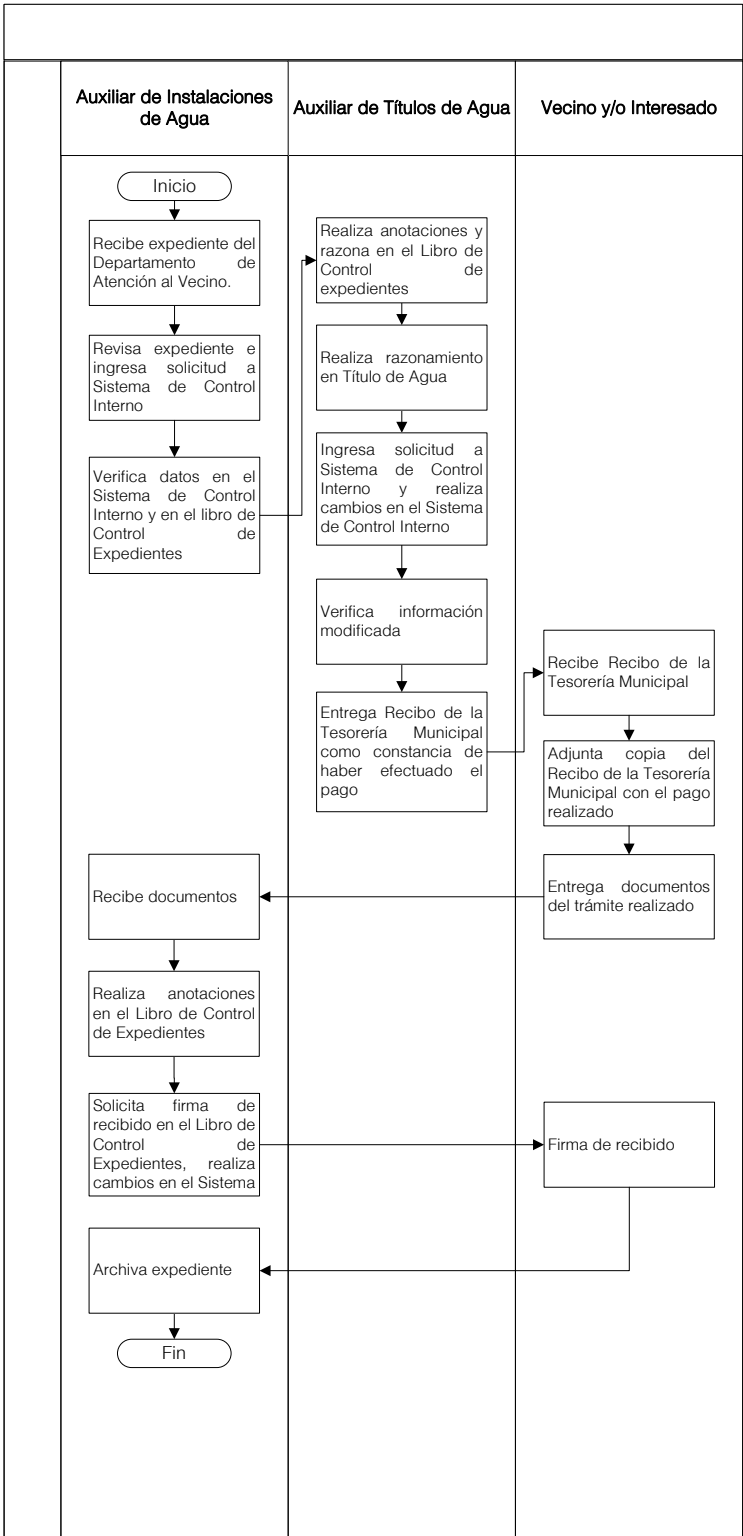 Auxiliar de Instalaciones
de Agua
Auxiliar de Títulos de Agua
Vecino y/o Interesado
Inicio
Recibe expediente del
Departamento de
Atención al Vecino.
Revisa expediente e
ingresa solicitud a
Sistema de Control
Interno
Verifica datos en el
Sistema de Control
Interno y en el libro de
Control de
Expedientes
Realiza anotaciones y
razona en el Libro de
Control de
expedientes
Realiza razonamiento
en Título de Agua
Ingresa solicitud a
Sistema de Control
Interno y realiza
cambios en el Sistema
de Control Interno
Verifica información
modificada
Entrega Recibo de la
Tesorería Municipal
como constancia de
haber efectuado el
pago
Recibe Recibo de la
Tesorería Municipal
Adjunta copia del
Recibo de la Tesorería
Municipal con el pago
realizado
Entrega documentos
del trámite realizado
Recibe documentos
Realiza anotaciones
en el Libro de Control
de Expedientes
Solicita firma de
recibido en el Libro de
Control de
Expedientes, realiza
cambios en el Sistema
Firma de recibido
Archiva expediente
Fin